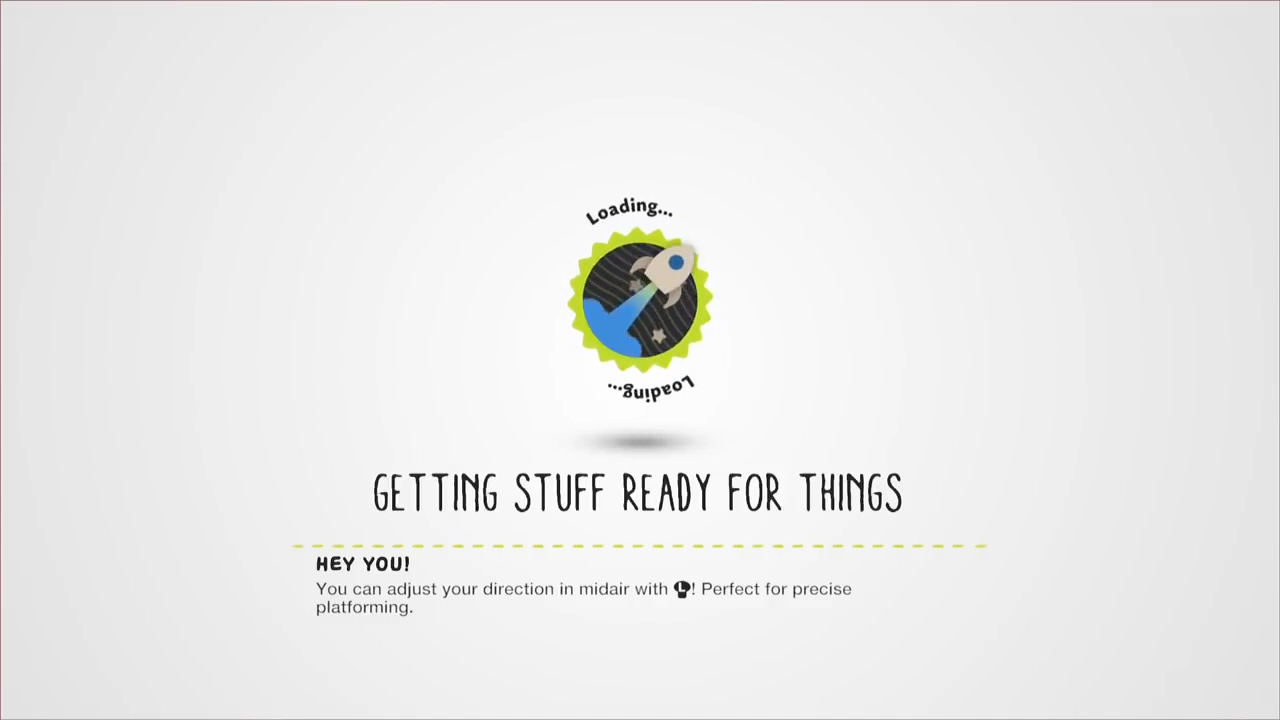 Loading...
Loading...
GETTING STUFF READY FOR THINGS
HEY YOU!
You can adjust your direction in midair with L! Perfect for precise
platforming.